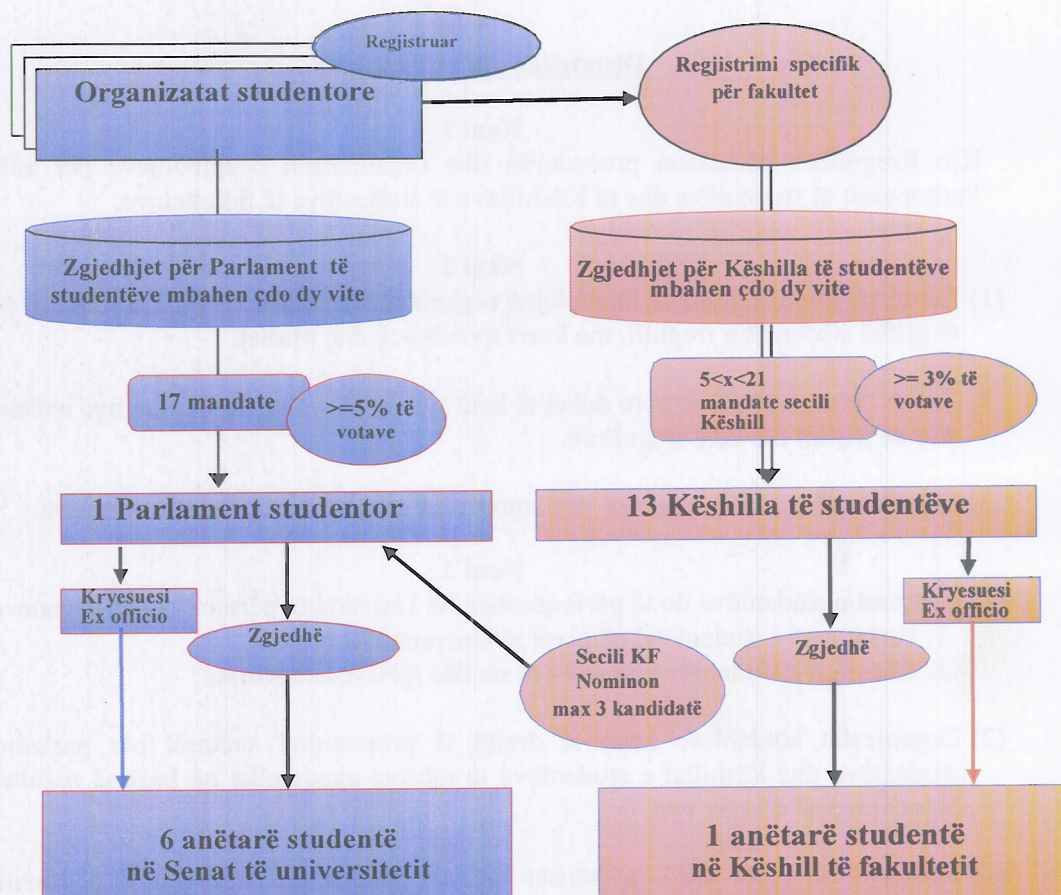 Regjistruar
Organizatat studentore
Regjistrimi specifik
për fakultet
Zgjedhjet për Parlament të
studentëve mbahen çdo dy vite
Zgjedhjet për Këshilla të studentëve
mbahen çdo dy vite
17 mandate
>=5% të
votave
5<x<21
mandate secili
Këshill
>= 3% të
votave
1 Parlament studentor
13 Këshilla të studentëve
Kryesuesi
Ex officio
Zgjedhë
Secili KF
Nominon
max 3 kandidatë
Zgjedhë
Kryesuesi
Ex officio
6 anëtarë studentë
në Senat të universitetit
1 anëtarë studentë
në Këshill të fakultetit